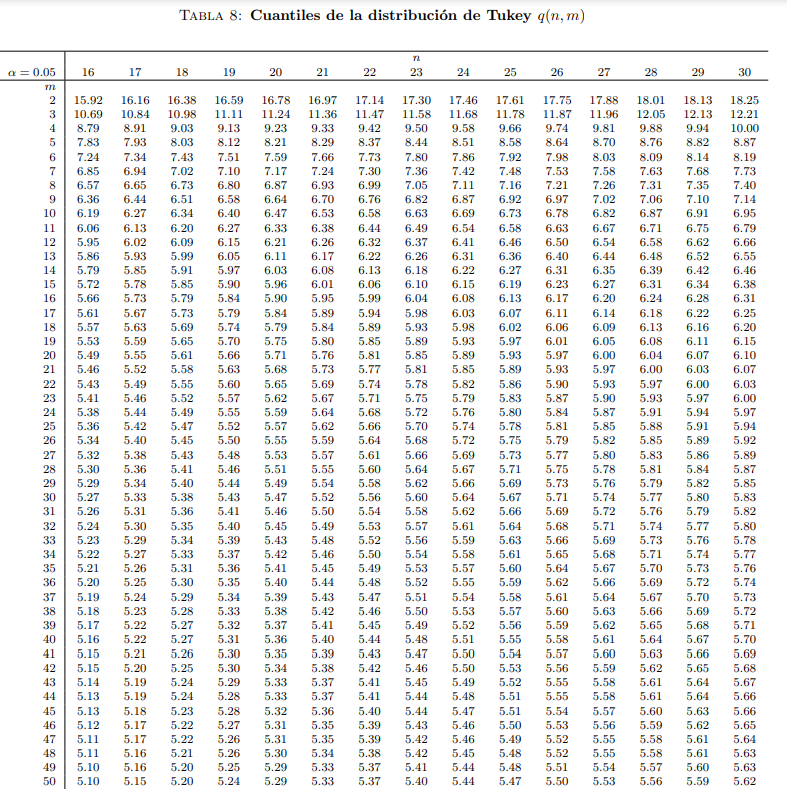 TABLA 8: Cuantiles de la distribución de Tukey q(n, m)
n
α = 0.05 16 17 18 19 20 21 22 23 24 25 26 27 28 29 30
m
2 15.92 16.16 16.38 16.59 16.78 16.97 17.14 17.30 17.46 17.61 17.75 17.88 18.01 18.13 18.25
3 10.69 10.84 10.98 11.11 11.24 11.36 11.47 11.58 11.68 11.78 11.87 11.96 12.05 12.13 12.21
4 8.79 8.91 9.03 9.13 9.23 9.33 9.42 9.50 9.58 9.66 9.74 9.81 9.88 9.94 10.00
5 7.83 7.93 8.03 8.12 8.21 8.29 8.37 8.44 8.51 8.58 8.64 8.70 8.76 8.82 8.87
6 7.24 7.34 7.43 7.51 7.59 7.66 7.73 7.80 7.86 7.92 7.98 8.03 8.09 8.14 8.19
7 6.85 6.94 7.02 7.10 7.17 7.24 7.30 7.36 7.42 7.48 7.53 7.58 7.63 7.68 7.73
8 6.57 6.65 6.73 6.80 6.87 6.93 6.99 7.05 7.11 7.16 7.21 7.26 7.31 7.35 7.40
9 6.36 6.44 6.51 6.58 6.64 6.70 6.76 6.82 6.87 6.92 6.97 7.02 7.06 7.10 7.14
10 6.19 6.27 6.34 6.40 6.47 6.53 6.58 6.63 6.69 6.73 6.78 6.82 6.87 6.91 6.95
11 6.06 6.13 6.20 6.27 6.33 6.38 6.44 6.49 6.54 6.58 6.63 6.67 6.71 6.75 6.79
12 5.95 6.02 6.09 6.15 6.21 6.26 6.32 6.37 6.41 6.46 6.50 6.54 6.58 6.62 6.66
13 5.86 5.93 5.99 6.05 6.11 6.17 6.22 6.26 6.31 6.36 6.40 6.44 6.48 6.52 6.55
14 5.79 5.85 5.91 5.97 6.03 6.08 6.13 6.18 6.22 6.27 6.31 6.35 6.39 6.42 6.46
15 5.72 5.78 5.85 5.90 5.96 6.01 6.06 6.10 6.15 6.19 6.23 6.27 6.31 6.34 6.38
16 5.66 5.73 5.79 5.84 5.90 5.95 5.99 6.04 6.08 6.13 6.17 6.20 6.24 6.28 6.31
17 5.61 5.67 5.73 5.79 5.84 5.89 5.94 5.98 6.03 6.07 6.11 6.14 6.18 6.22 6.25
18 5.57 5.63 5.69 5.74 5.79 5.84 5.89 5.93 5.98 6.02 6.06 6.09 6.13 6.16 6.20
19 5.53 5.59 5.65 5.70 5.75 5.80 5.85 5.89 5.93 5.97 6.01 6.05 6.08 6.11 6.15
20 5.49 5.55 5.61 5.66 5.71 5.76 5.81 5.85 5.89 5.93 5.97 6.00 6.04 6.07 6.10
21 5.46 5.52 5.58 5.63 5.68 5.73 5.77 5.81 5.85 5.89 5.93 5.97 6.00 6.03 6.07
22 5.43 5.49 5.55 5.60 5.65 5.69 5.74 5.78 5.82 5.86 5.90 5.93 5.97 6.00 6.03
23 5.41 5.46 5.52 5.57 5.62 5.67 5.71 5.75 5.79 5.83 5.87 5.90 5.93 5.97 6.00
24 5.38 5.44 5.49 5.55 5.59 5.64 5.68 5.72 5.76 5.80 5.84 5.87 5.91 5.94 5.97
25 5.36 5.42 5.47 5.52 5.57 5.62 5.66 5.70 5.74 5.78 5.81 5.85 5.88 5.91 5.94
26 5.34 5.40 5.45 5.50 5.55 5.59 5.64 5.68 5.72 5.75 5.79 5.82 5.85 5.89 5.92
27 5.32 5.38 5.43 5.48 5.53 5.57 5.61 5.66 5.69 5.73 5.77 5.80 5.83 5.86 5.89
28 5.30 5.36 5.41 5.46 5.51 5.55 5.60 5.64 5.67 5.71 5.75 5.78 5.81 5.84 5.87
29 5.29 5.34 5.40 5.44 5.49 5.54 5.58 5.62 5.66 5.69 5.73 5.76 5.79 5.82 5.85
30 5.27 5.33 5.38 5.43 5.47 5.52 5.56 5.60 5.64 5.67 5.71 5.74 5.77 5.80 5.83
31 5.26 5.31 5.36 5.41 5.46 5.50 5.54 5.58 5.62 5.66 5.69 5.72 5.76 5.79 5.82
32 5.24 5.30 5.35 5.40 5.45 5.49 5.53 5.57 5.61 5.64 5.68 5.71 5.74 5.77 5.80
33 5.23 5.29 5.34 5.39 5.43 5.48 5.52 5.56 5.59 5.63 5.66 5.69 5.73 5.76 5.78
34 5.22 5.27 5.33 5.37 5.42 5.46 5.50 5.54 5.58 5.61 5.65 5.68 5.71 5.74 5.77
35 5.21 5.26 5.31 5.36 5.41 5.45 5.49 5.53 5.57 5.60 5.64 5.67 5.70 5.73 5.76
36 5.20 5.25 5.30 5.35 5.40 5.44 5.48 5.52 5.55 5.59 5.62 5.66 5.69 5.72 5.74
37 5.19 5.24 5.29 5.34 5.39 5.43 5.47 5.51 5.54 5.58 5.61 5.64 5.67 5.70 5.73
38 5.18 5.23 5.28 5.33 5.38 5.42 5.46 5.50 5.53 5.57 5.60 5.63 5.66 5.69 5.72
39 5.17 5.22 5.27 5.32 5.37 5.41 5.45 5.49 5.52 5.56 5.59 5.62 5.65 5.68 5.71
40 5.16 5.22 5.27 5.31 5.36 5.40 5.44 5.48 5.51 5.55 5.58 5.61 5.64 5.67 5.70
41 5.15 5.21 5.26 5.30 5.35 5.39 5.43 5.47 5.50 5.54 5.57 5.60 5.63 5.66 5.69
42 5.15 5.20 5.25 5.30 5.34 5.38 5.42 5.46 5.50 5.53 5.56 5.59 5.62 5.65 5.68
43 5.14 5.19 5.24 5.29 5.33 5.37 5.41 5.45 5.49 5.52 5.55 5.58 5.61 5.64 5.67
44 5.13 5.19 5.24 5.28 5.33 5.37 5.41 5.44 5.48 5.51 5.55 5.58 5.61 5.64 5.66
45 5.13 5.18 5.23 5.28 5.32 5.36 5.40 5.44 5.47 5.51 5.54 5.57 5.60 5.63 5.66
46 5.12 5.17 5.22 5.27 5.31 5.35 5.39 5.43 5.46 5.50 5.53 5.56 5.59 5.62 5.65
47 5.11 5.17 5.22 5.26 5.31 5.35 5.39 5.42 5.46 5.49 5.52 5.55 5.58 5.61 5.64
48 5.11 5.16 5.21 5.26 5.30 5.34 5.38 5.42 5.45 5.48 5.52 5.55 5.58 5.61 5.63
49 5.10 5.16 5.20 5.25 5.29 5.33 5.37 5.41 5.44 5.48 5.51 5.54 5.57 5.60 5.63
50 5.10 5.15 5.20 5.24 5.29 5.33 5.37 5.40 5.44 5.47 5.50 5.53 5.56 5.59 5.62